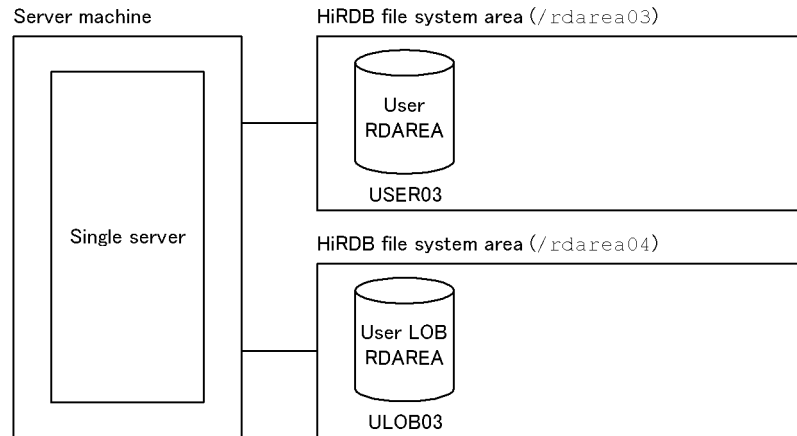 Server machine
HiRDB file system area (/rdarea03)
User
RDAREA
USER03
Single server
HiRDB file system area (/rdarea04)
User LOB
RDAREA
ULOB03